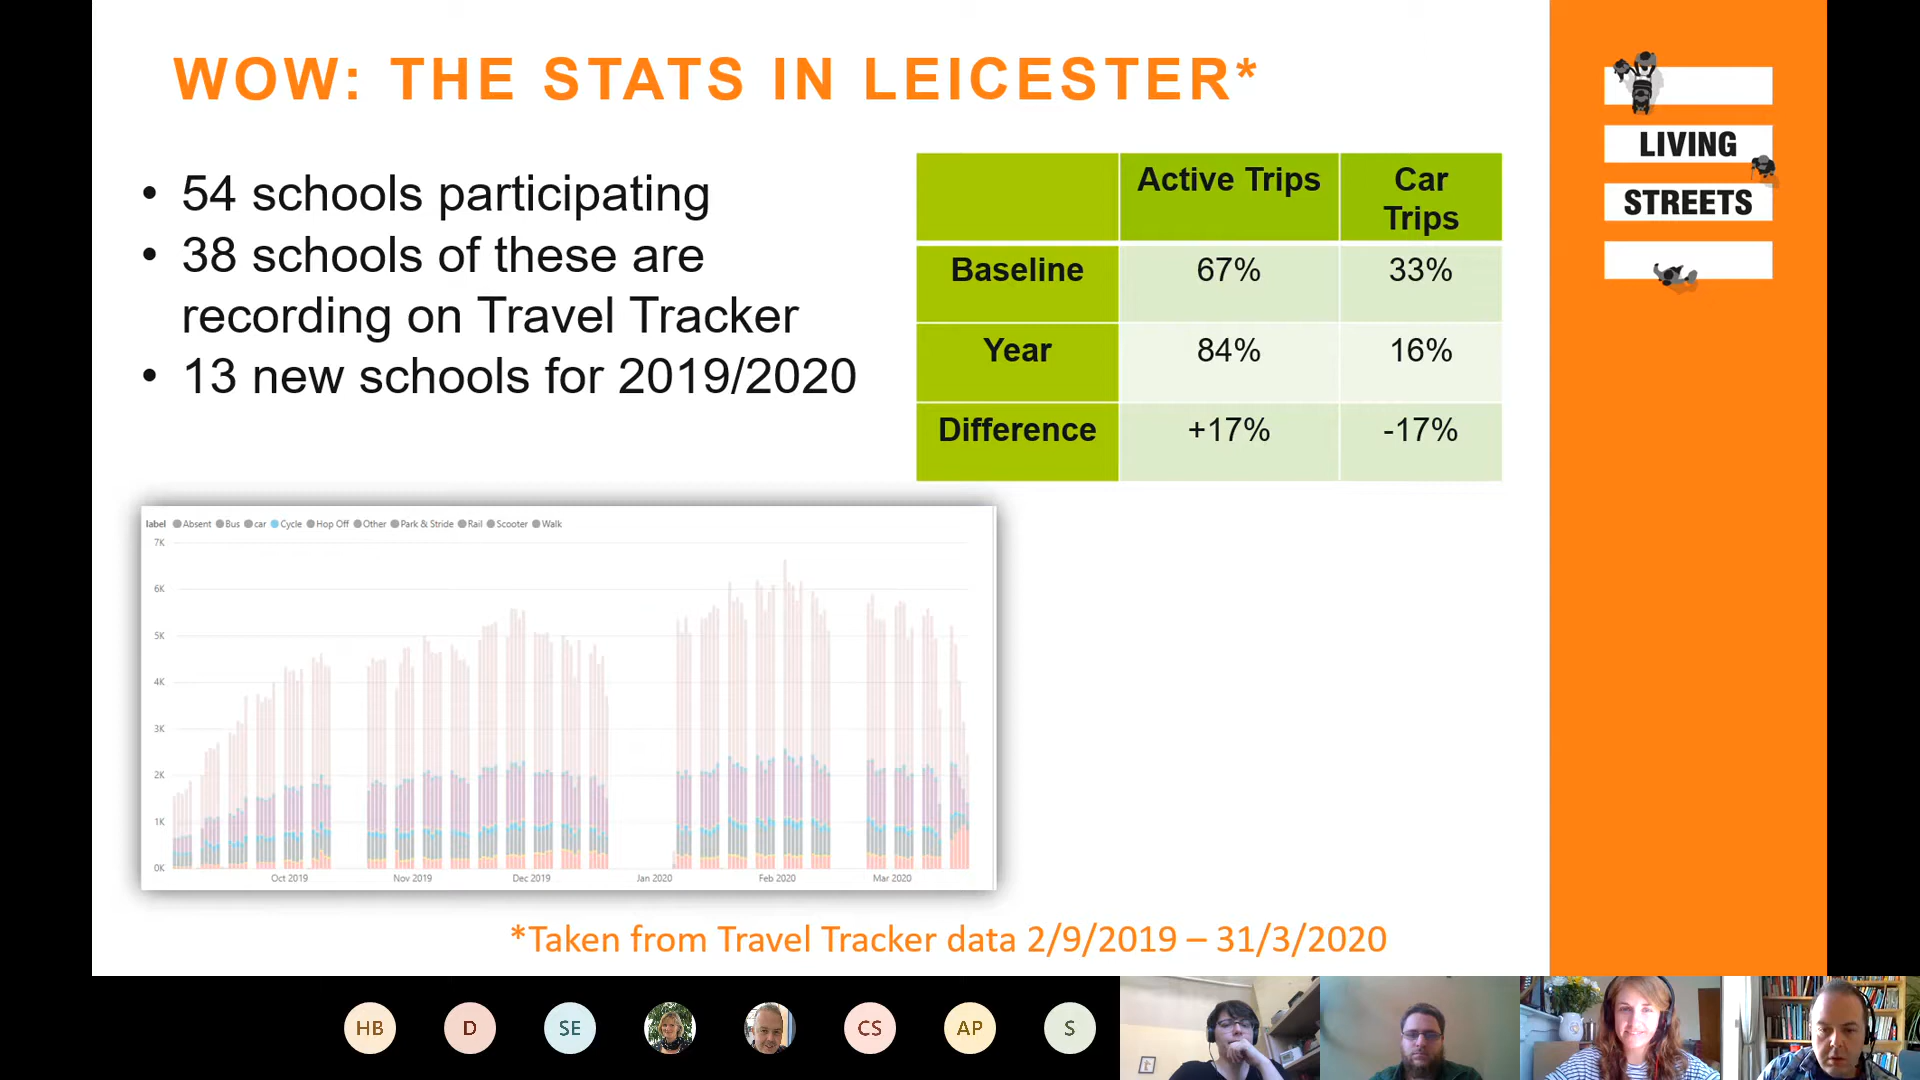 WOW: THE STATS IN LEICESTER*
• 54 schools participating
• 38 schools of these are
recording on Travel Tracker
• 13 new schools for 2019/2020
Active Trips
Car
Trips
Baseline
67%
33%
Year
84%
16%
Difference
+17%
-17%
LIVING
STREETS
label Absent Bus car Cycle Hop Off Other Park & Stride Rail Scooter Walk
7K
6K
5K
4K
3K
2K
1K
0K
Oct 2019
Nov 2019
Dec 2019
Jan 2020
Feb 2020
Mar 2020
*Taken from Travel Tracker data 2/9/2019 – 31/3/2020
HB
D
SE
CS
AP
S